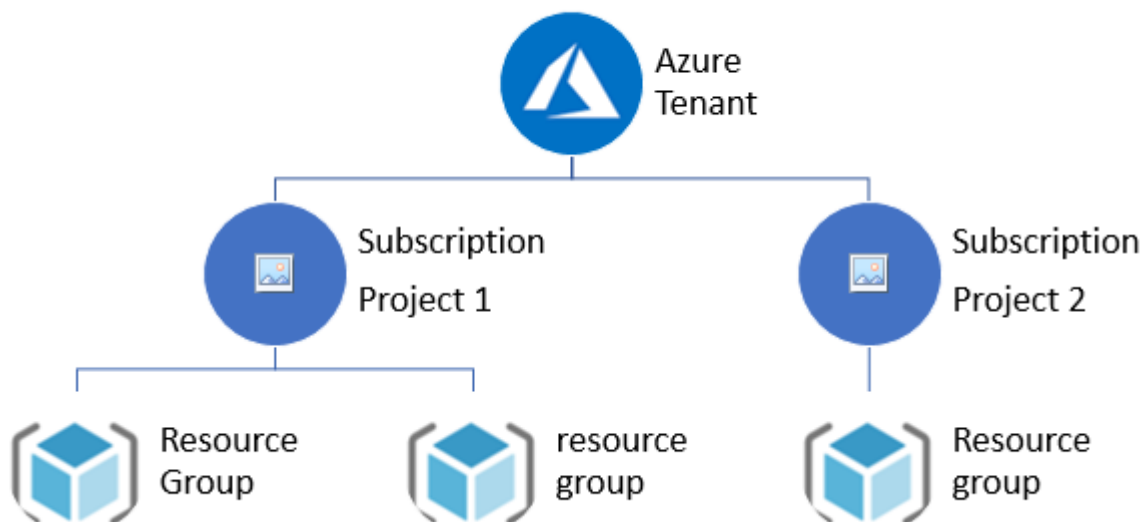 Azure
Tenant
Subscription
Project 1
Subscription
Project 2
Resource
Group
resource
group
Resource
group